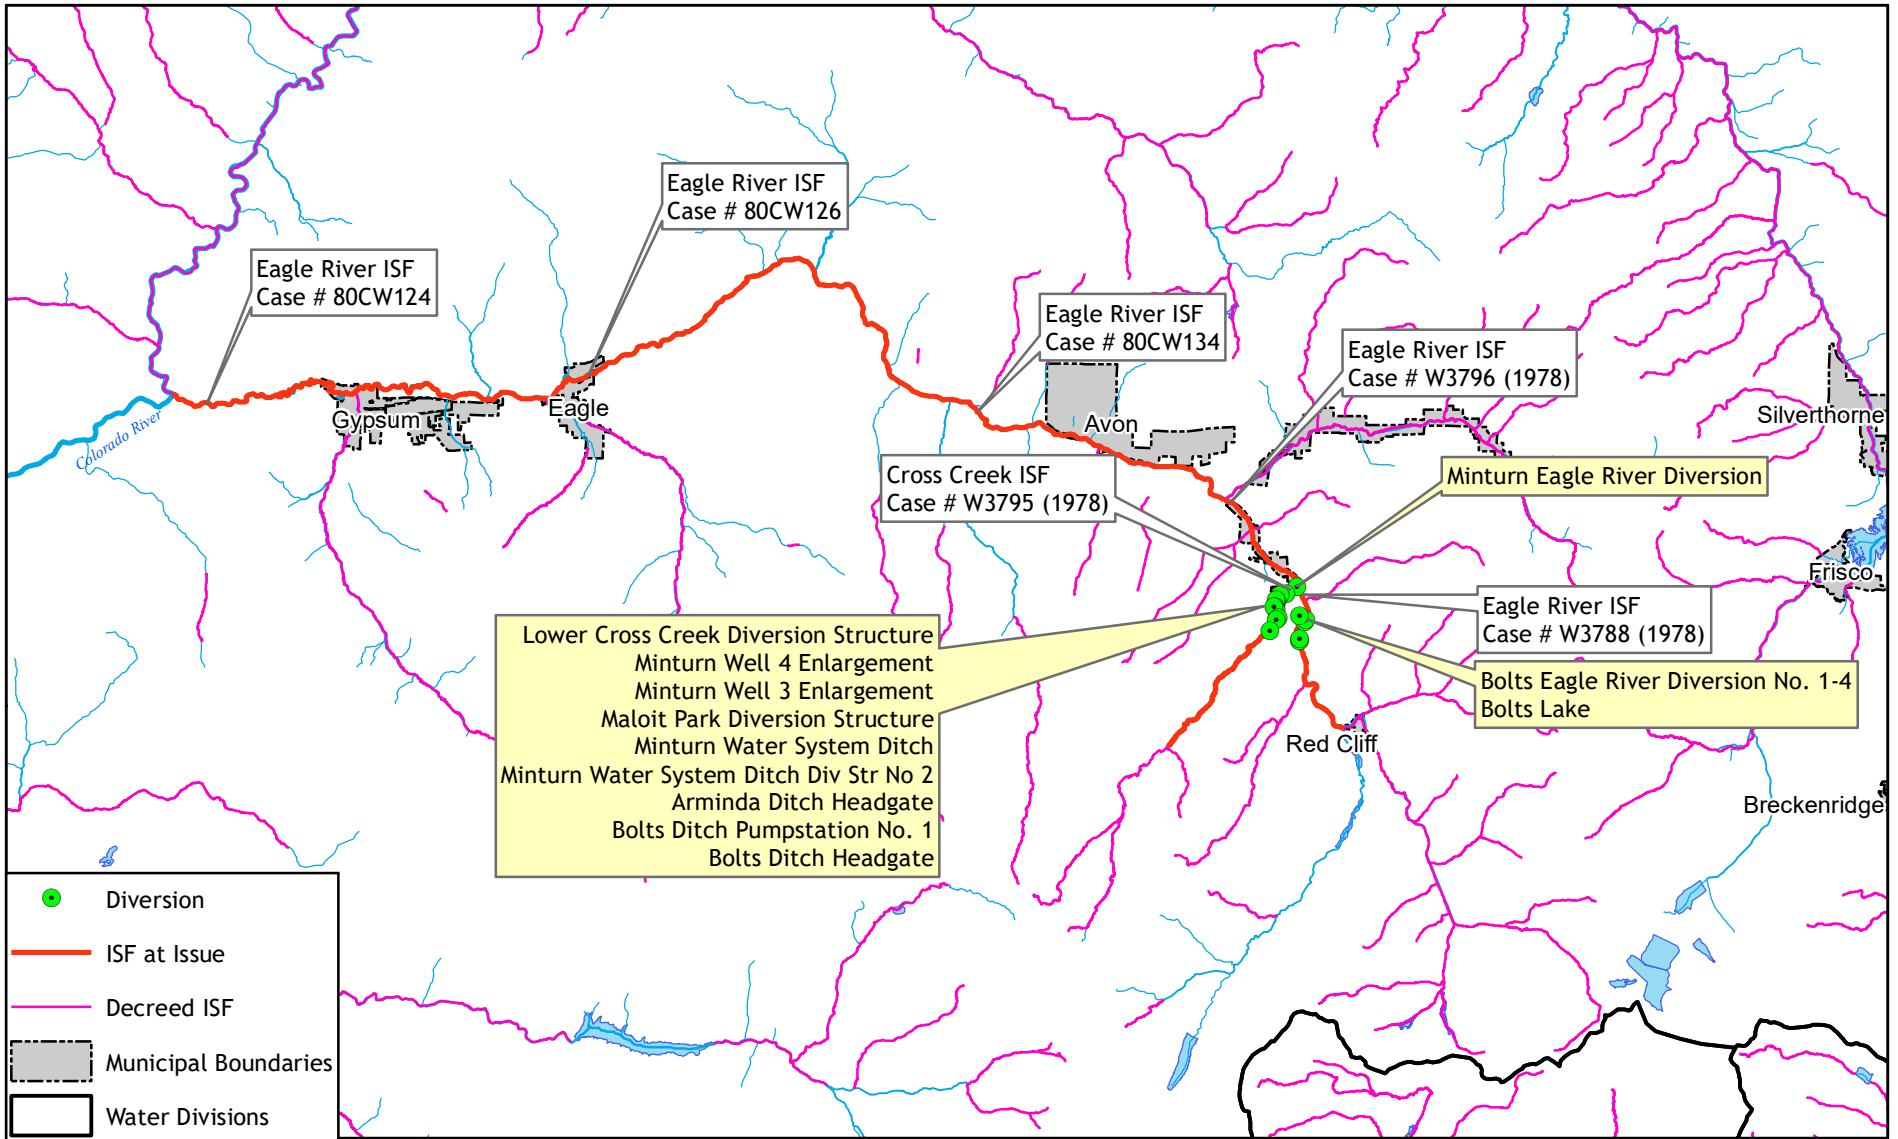 Eagle River ISF
Case # 80CW126
Eagle River ISF
Case # 80CW124
Eagle River ISF
Case # 80CW134
Eagle River ISF
Case # W3796 (1978)
Silverthorne
Gypsum
Eagle
Avon
Colorado River
Cross Creek ISF
Case # W3795 (1978)
Minturn Eagle River Diversion
Frisco
Eagle River ISF
Case # W3788 (1978)
Lower Cross Creek Diversion Structure
Minturn Well 4 Enlargement
Minturn Well 3 Enlargement
Maloit Park Diversion Structure
Minturn Water System Ditch
Minturn Water System Ditch Div Str No 2
Arminda Ditch Headgate
Bolts Ditch Pumpstation No. 1
Bolts Ditch Headgate
Bolts Eagle River Diversion No. 1-4
Bolts Lake
Red Cliff
Breckenridge
Diversion
ISF at Issue
Decreed ISF
Municipal Boundaries
Water Divisions